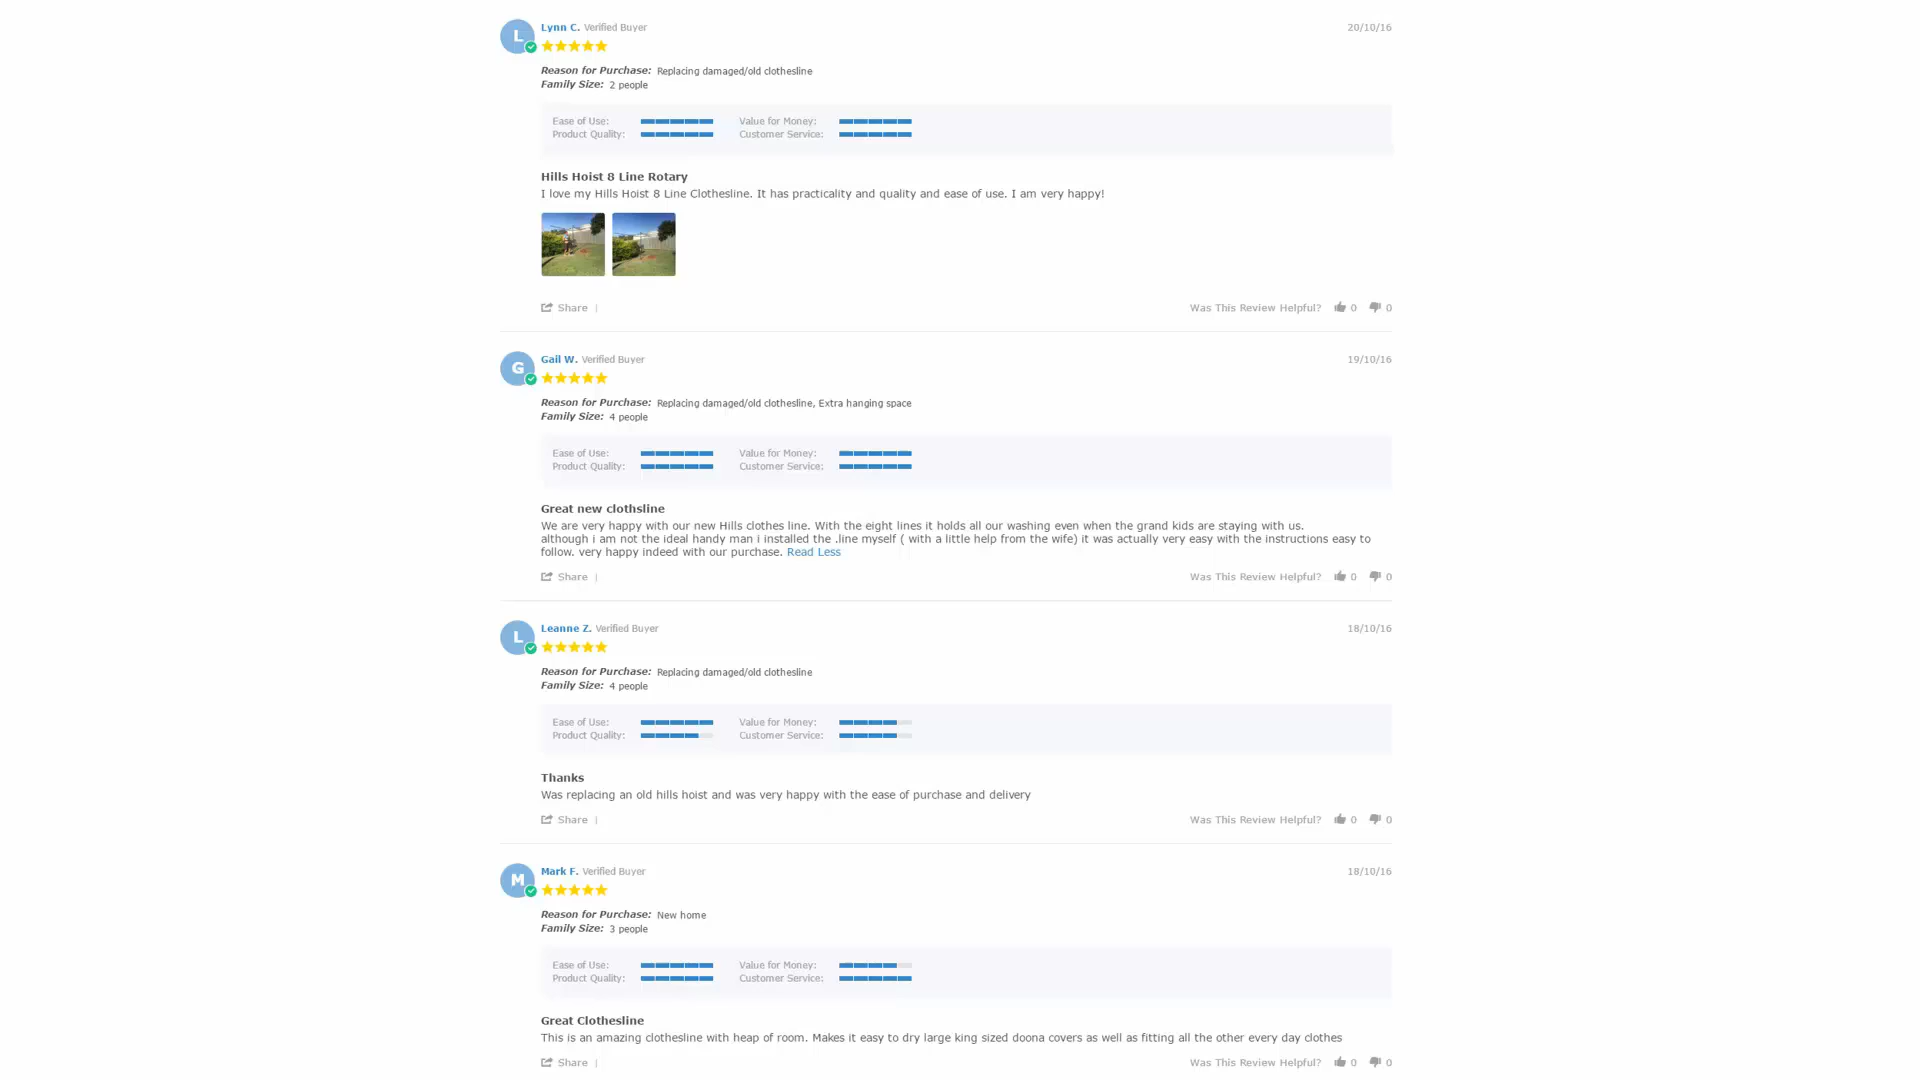 L
Lynn C. Verified Buyer 20/10/16
Reason for Purchase: Replacing damaged/old clothesline
Family Size: 2 people
Ease of Use: Value for Money:
Product Quality: Customer Service:
Hills Hoist 8 Line Rotary
I love my Hills Hoist 8 Line Clothesline. It has practicality and quality and ease of use. I am very happy!
Share | Was This Review Helpful? 0 0
G
Gail W. Verified Buyer 19/10/16
Reason for Purchase: Replacing damaged/old clothesline, Extra hanging space
Family Size: 4 people
Ease of Use: Value for Money:
Product Quality: Customer Service:
Great new clothsline
We are very happy with our new Hills clothes line. With the eight lines it holds all our washing even when the grand kids are staying with us.
although i am not the ideal handy man i installed the .line myself ( with a little help from the wife) it was actually very easy with the instructions easy to
follow. very happy indeed with our purchase. Read Less
Share | Was This Review Helpful? 0 0
L
Leanne Z. Verified Buyer 18/10/16
Reason for Purchase: Replacing damaged/old clothesline
Family Size: 4 people
Ease of Use: Value for Money:
Product Quality: Customer Service:
Thanks
Was replacing an old hills hoist and was very happy with the ease of purchase and delivery
Share | Was This Review Helpful? 0 0
M
Mark F. Verified Buyer 18/10/16
Reason for Purchase: New home
Family Size: 3 people
Ease of Use: Value for Money:
Product Quality: Customer Service:
Great Clothesline
This is an amazing clothesline with heap of room. Makes it easy to dry large king sized doona covers as well as fitting all the other every day clothes
Share | Was This Review Helpful? 0 0